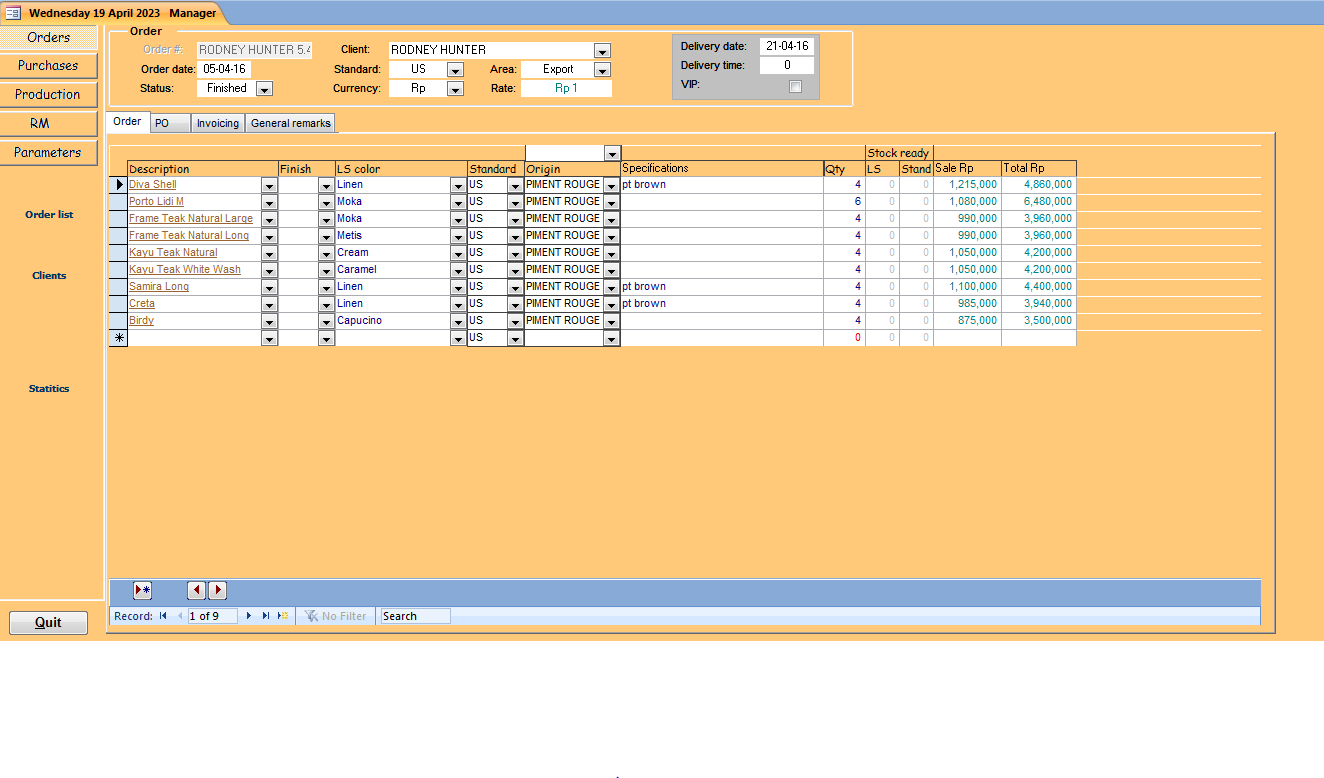 Wednesday 19 April 2023   Manager
Orders
Purchases
Production
RM
Parameters
Order list
Clients
Statitics
Quit
Order
Order #: RODNEY HUNTER 5.4 Client: RODNEY HUNTER
Order date: 05-04-16 Standard: US Area: Export
Status: Finished Currency: Rp Rate: Rp 1
Delivery date: 21-04-16
Delivery time: 0
VIP:
Order PO Invoicing General remarks
Stock ready
Description Finish LS color Standard Origin Specifications Qty LS Stand Sale Rp Total Rp
Diva Shell Linen US PIMENT ROUGE pt brown 4 0 0 1,215,000 4,860,000
Porto Lidi M Moka US PIMENT ROUGE 6 0 0 1,080,000 6,480,000
Frame Teak Natural Large Moka US PIMENT ROUGE 4 0 0 990,000 3,960,000
Frame Teak Natural Long Metis US PIMENT ROUGE 4 0 0 990,000 3,960,000
Kayu Teak Natural Cream US PIMENT ROUGE 4 0 0 1,050,000 4,200,000
Kayu Teak White Wash Caramel US PIMENT ROUGE 4 0 0 1,050,000 4,200,000
Samira Long Linen US PIMENT ROUGE pt brown 4 0 0 1,100,000 4,400,000
Creta Linen US PIMENT ROUGE pt brown 4 0 0 985,000 3,940,000
Birdy Capucino US PIMENT ROUGE 4 0 0 875,000 3,500,000
US 0 0 0
Record: 1 of 9 No Filter Search